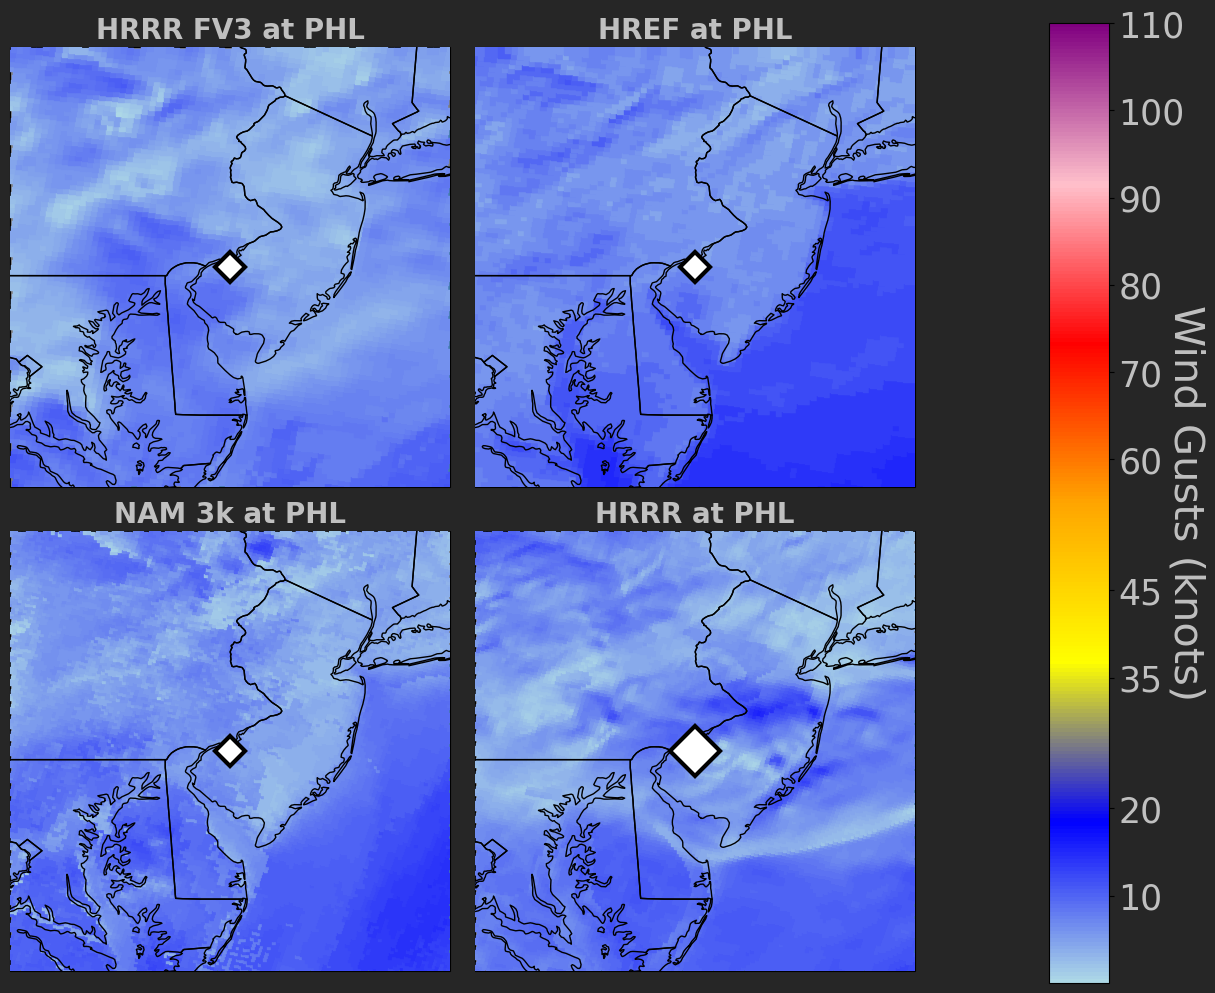 HRRR FV3 at PHL
HREF at PHL
NAM 3k at PHL
HRRR at PHL
110
100
90
80
70
60
45
35
20
10
Wind Gusts (knots)